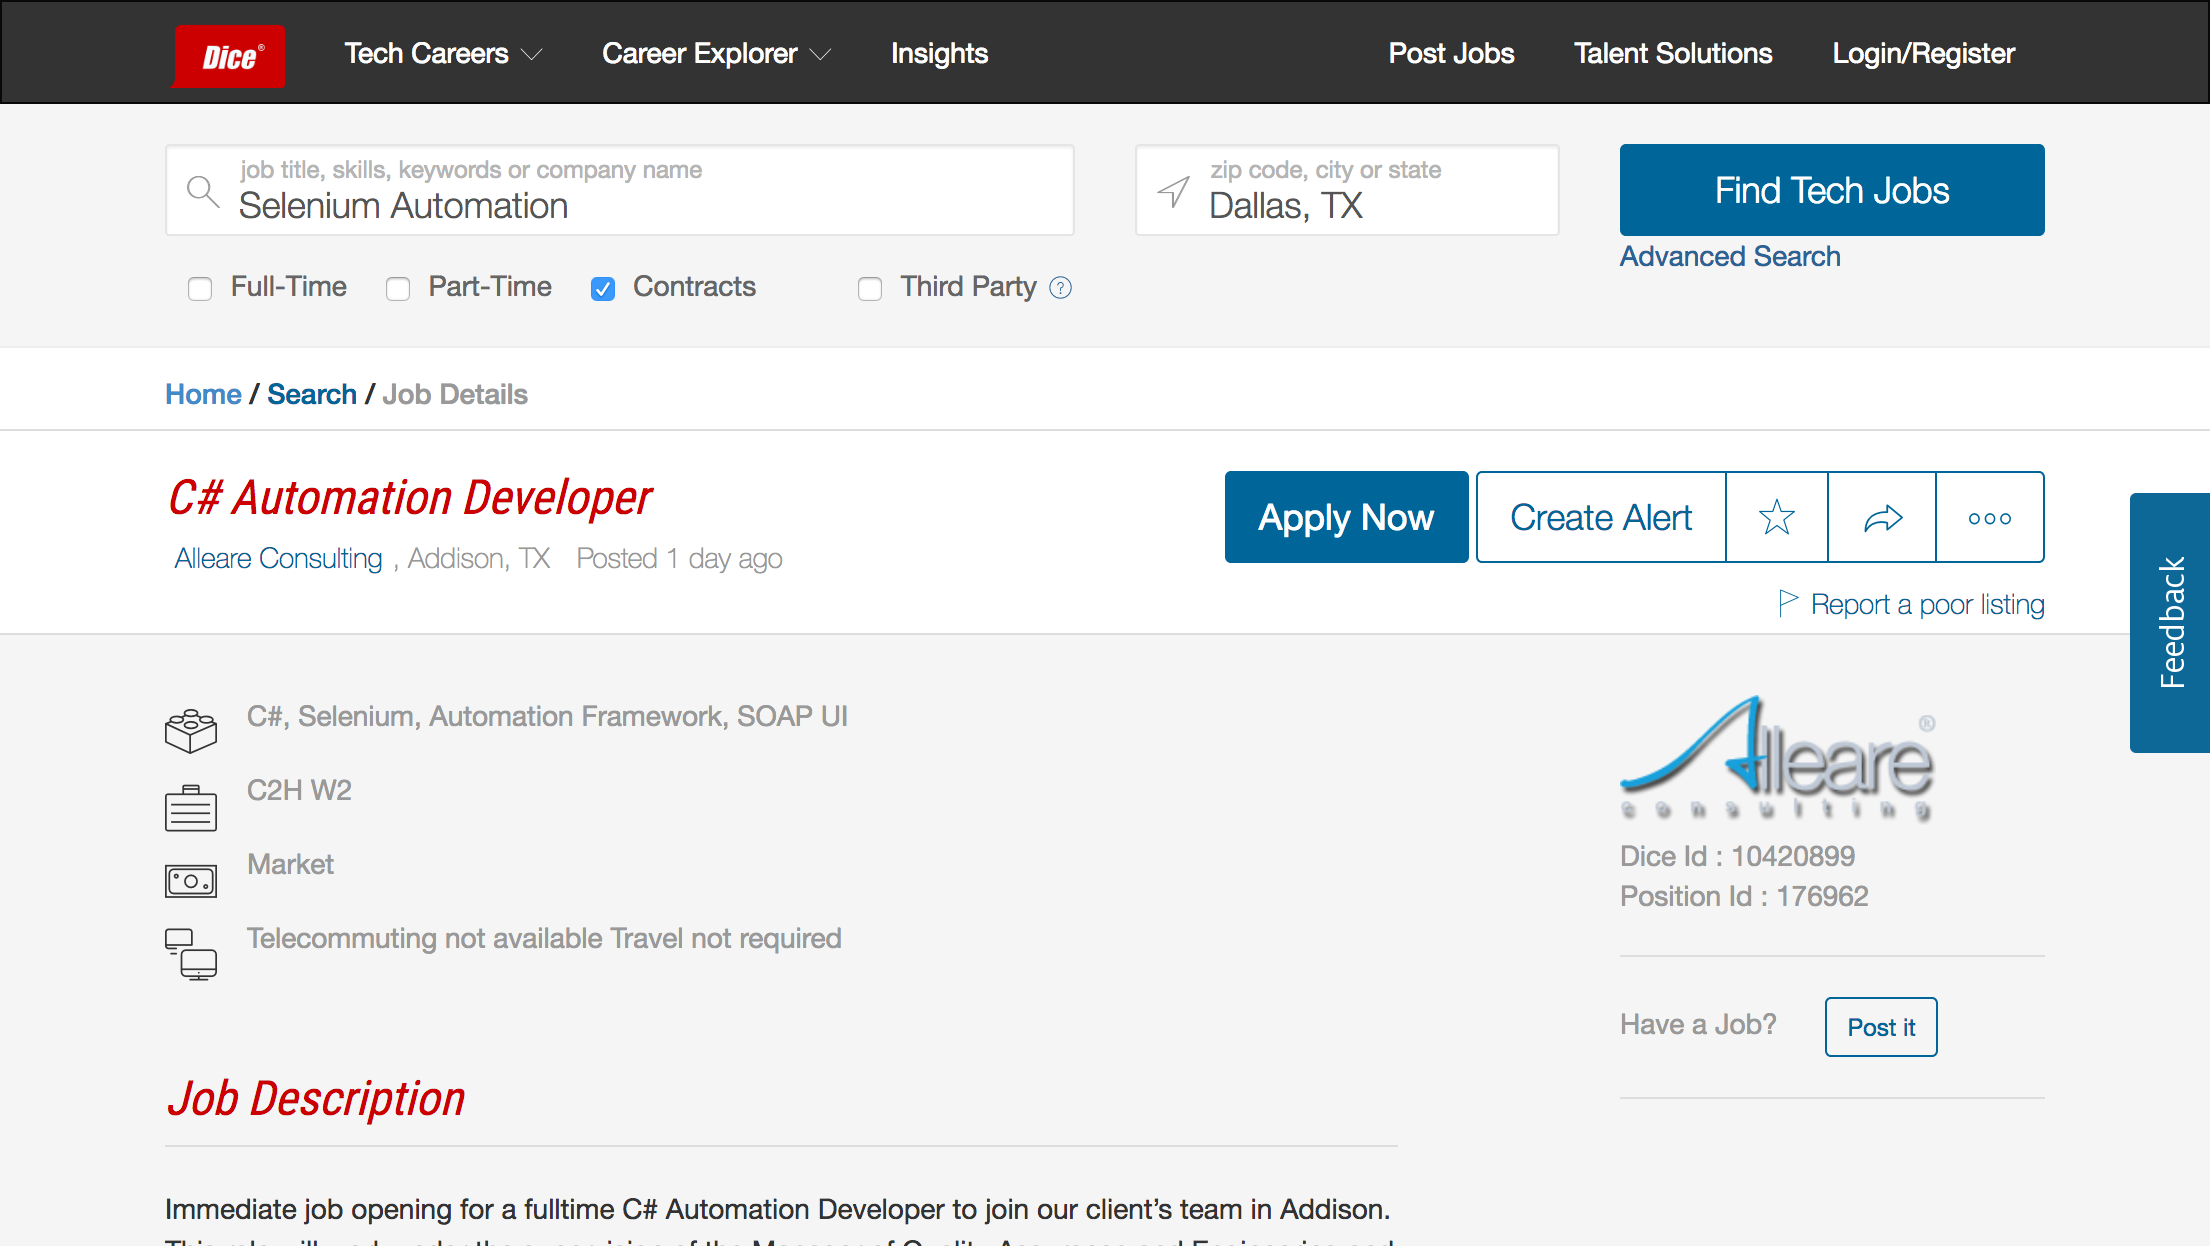 Dice®
Tech Careers
Career Explorer
Insights
Post Jobs
Talent Solutions
Login/Register
job title, skills, keywords or company name
Selenium Automation
zip code, city or state
Dallas, TX
Find Tech Jobs
Advanced Search
Full-Time
Part-Time
Contracts
Third Party ?
Home / Search / Job Details
C# Automation Developer
Alleare Consulting , Addison, TX Posted 1 day ago
Apply Now
Create Alert
Report a poor listing
Feedback
C#, Selenium, Automation Framework, SOAP UI
C2H W2
Market
Telecommuting not available Travel not required
Alleare®
consulting
Dice Id : 10420899
Position Id : 176962
Have a Job?
Post it
Job Description
Immediate job opening for a fulltime C# Automation Developer to join our client’s team in Addison.